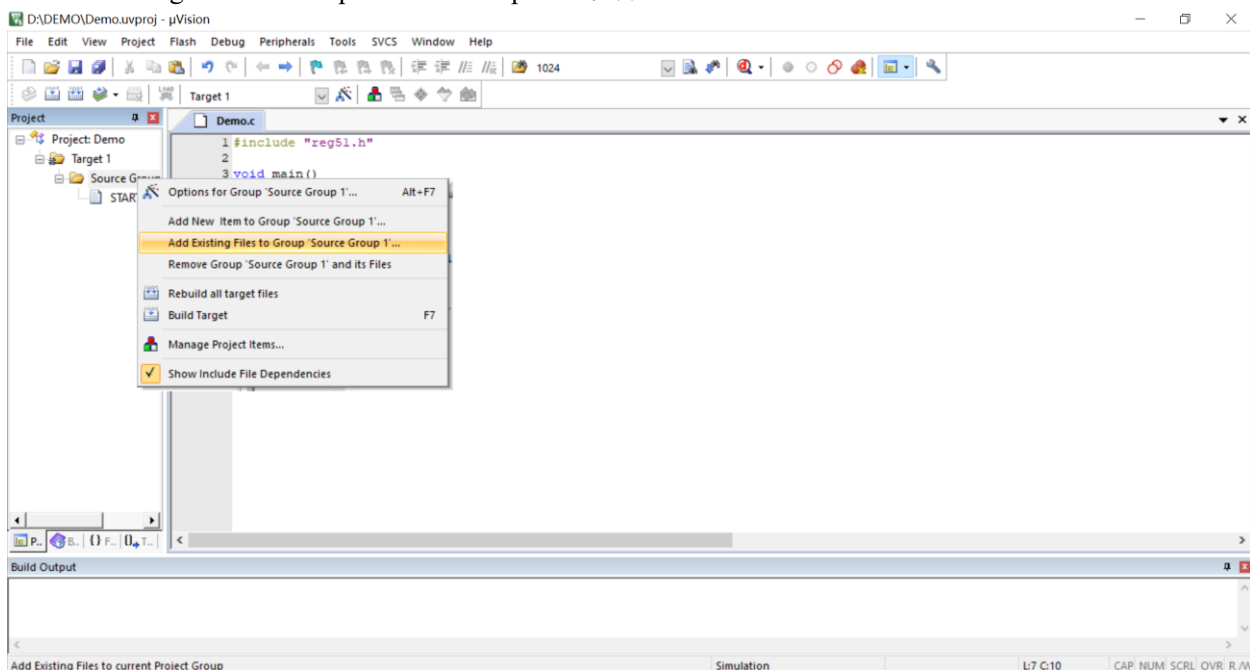 D:\DEMO\Demo.uvproj - µVision
File Edit View Project Flash Debug Peripherals Tools SVCS Window Help
1024
Target 1
Project
Demo.c
Project: Demo
Target 1
Source Group
STAR
1 #include "reg51.h"
2
3 void main()
Options for Group 'Source Group 1'... Alt+F7
Add New Item to Group 'Source Group 1'...
Add Existing Files to Group 'Source Group 1'...
Remove Group 'Source Group 1' and its Files
Rebuild all target files
Build Target F7
Manage Project Items...
Show Include File Dependencies
P... B... {} F... 0 T...
Build Output
Add Existing Files to current Project Group Simulation L:7 C:10 CAP NUM SCRL OVR R/W